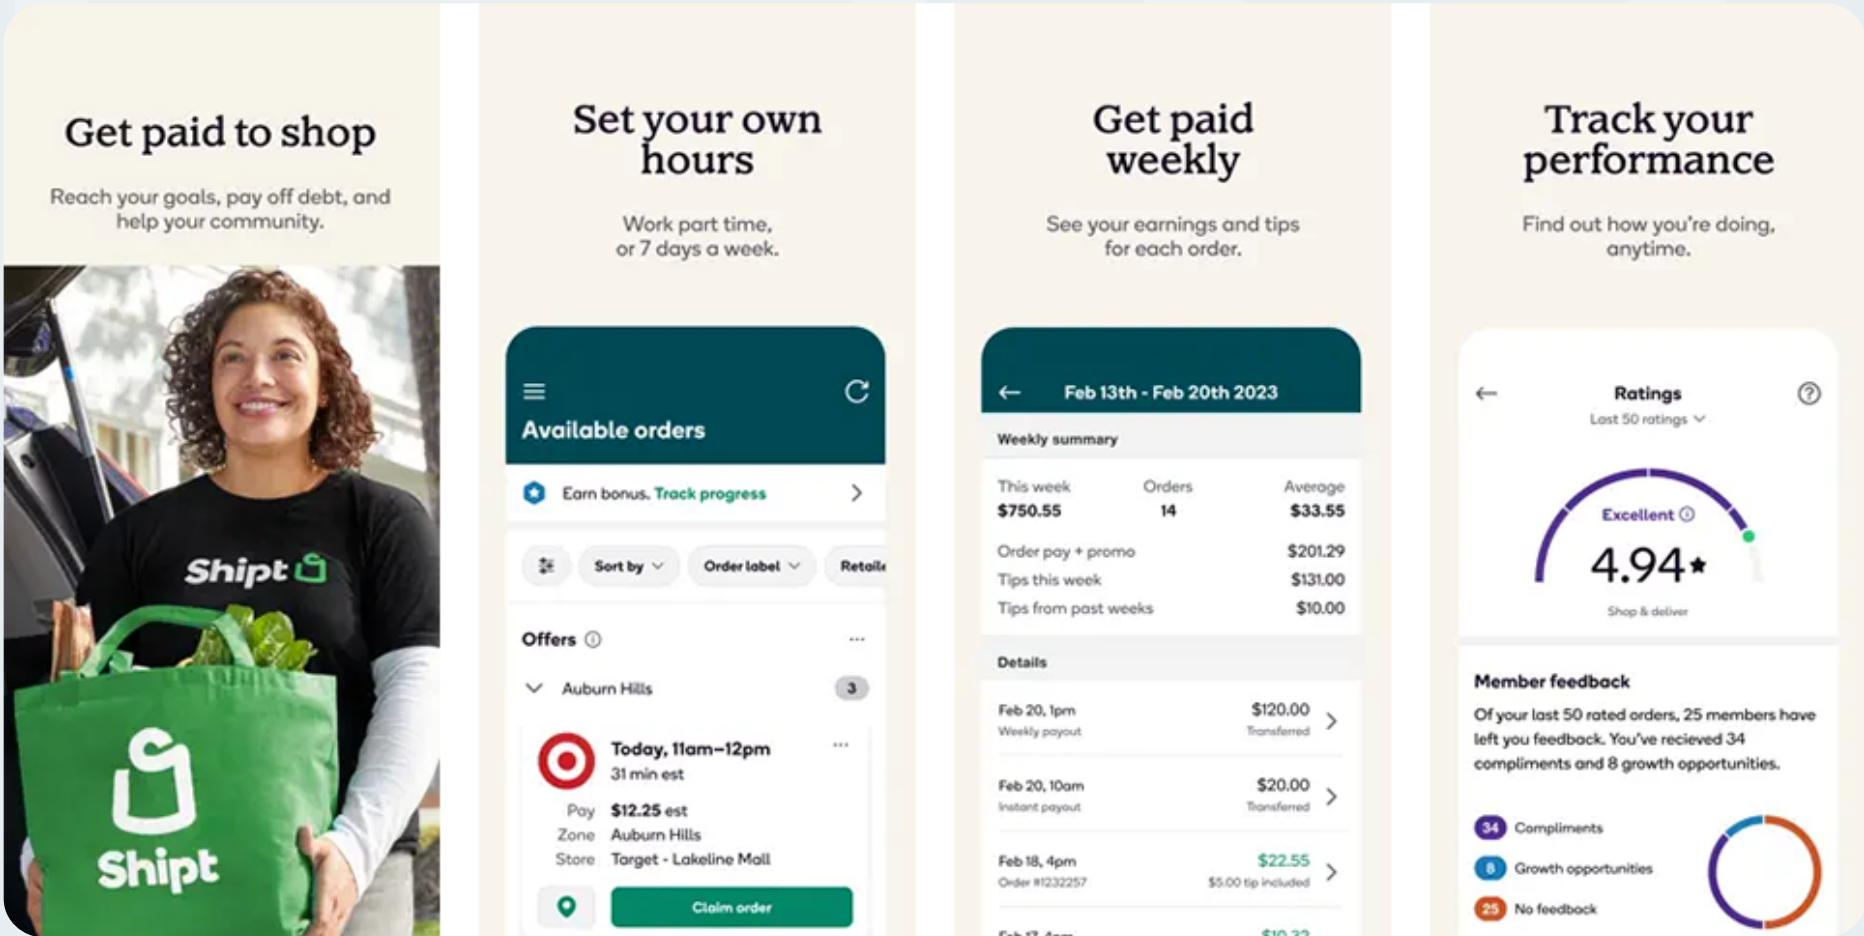 Get paid to shop
Reach your goals, pay off debt, and
help your community.
Shipt
Shipt
Set your own
hours
Work part time,
or 7 days a week.
Available orders
Earn bonus. Track progress
Sort by
Order label
Retaile
Offers
Auburn Hills
3
Today, 11am–12pm
31 min est
Pay $12.25 est
Zone Auburn Hills
Store Target - Lakeline Mall
Claim order
Get paid
weekly
See your earnings and tips
for each order.
Feb 13th - Feb 20th 2023
Weekly summary
This week Orders Average
$750.55 14 $33.55
Order pay + promo $201.29
Tips this week $131.00
Tips from past weeks $10.00
Details
Feb 20, 1pm $120.00
Weekly payout Transferred
Feb 20, 10am $20.00
Instant payout Transferred
Feb 18, 4pm $22.55
Order #1232257 $5.00 tip included
Feb 17, 4pm $10.32
Track your
performance
Find out how you're doing,
anytime.
Ratings
Last 50 ratings
Excellent
4.94
Shop & deliver
Member feedback
Of your last 50 rated orders, 25 members have
left you feedback. You've recieved 34
compliments and 8 growth opportunities.
34 Compliments
8 Growth opportunities
25 No feedback